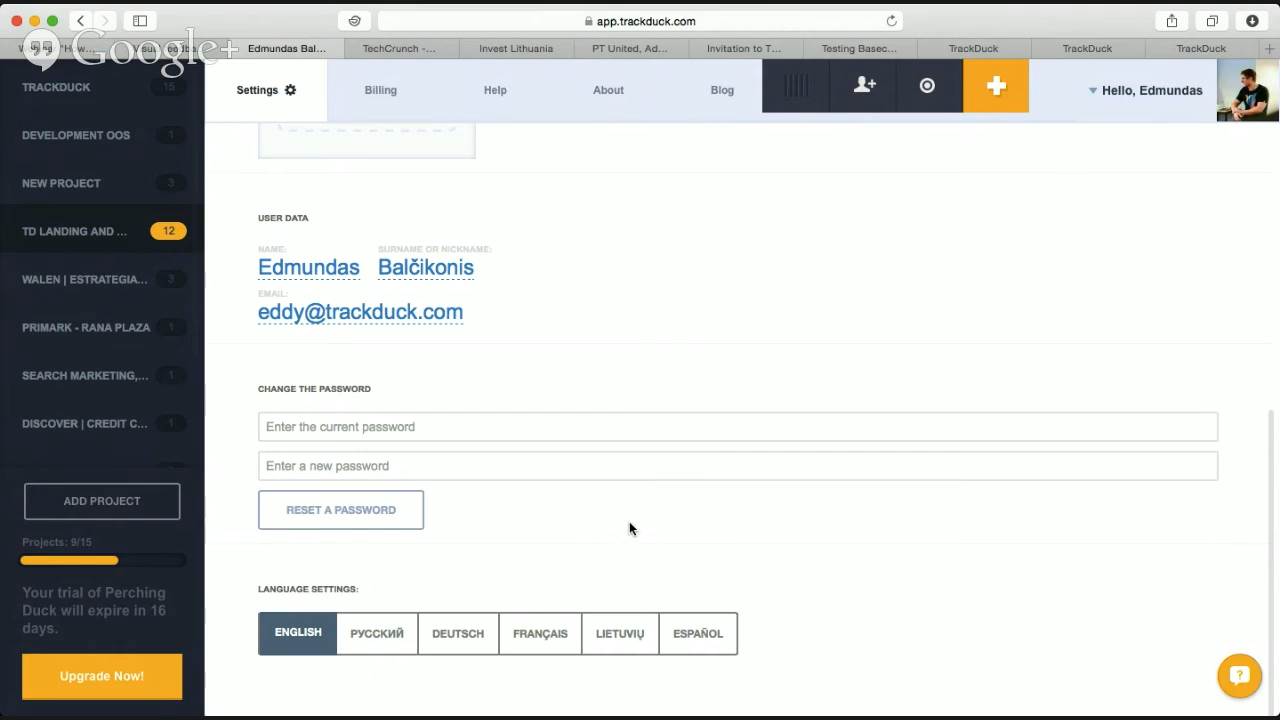 app.trackduck.com
Edmundas Bal...
TechCrunch -...
Invest Lithuania
PT United, Ad...
Invitation to T...
Testing Basec...
TrackDuck
TrackDuck
TrackDuck
Google+
TRACKDUCK 15
DEVELOPMENT OOS 1
NEW PROJECT 3
TD LANDING AND ... 12
WALEN | ESTRATEGIA... 3
PRIMARK - RANA PLAZA 1
SEARCH MARKETING,... 1
DISCOVER | CREDIT C... 1
ADD PROJECT
Projects: 9/15
Your trial of Perching
Duck will expire in 16
days.
Upgrade Now!
Settings
Billing
Help
About
Blog
Hello, Edmundas
USER DATA
NAME: SURNAME OR NICKNAME:
Edmundas Balčikonis
EMAIL:
eddy@trackduck.com
CHANGE THE PASSWORD
Enter the current password
Enter a new password
RESET A PASSWORD
LANGUAGE SETTINGS:
ENGLISH РУССКИЙ DEUTSCH FRANÇAIS LIETUVIŲ ESPAÑOL